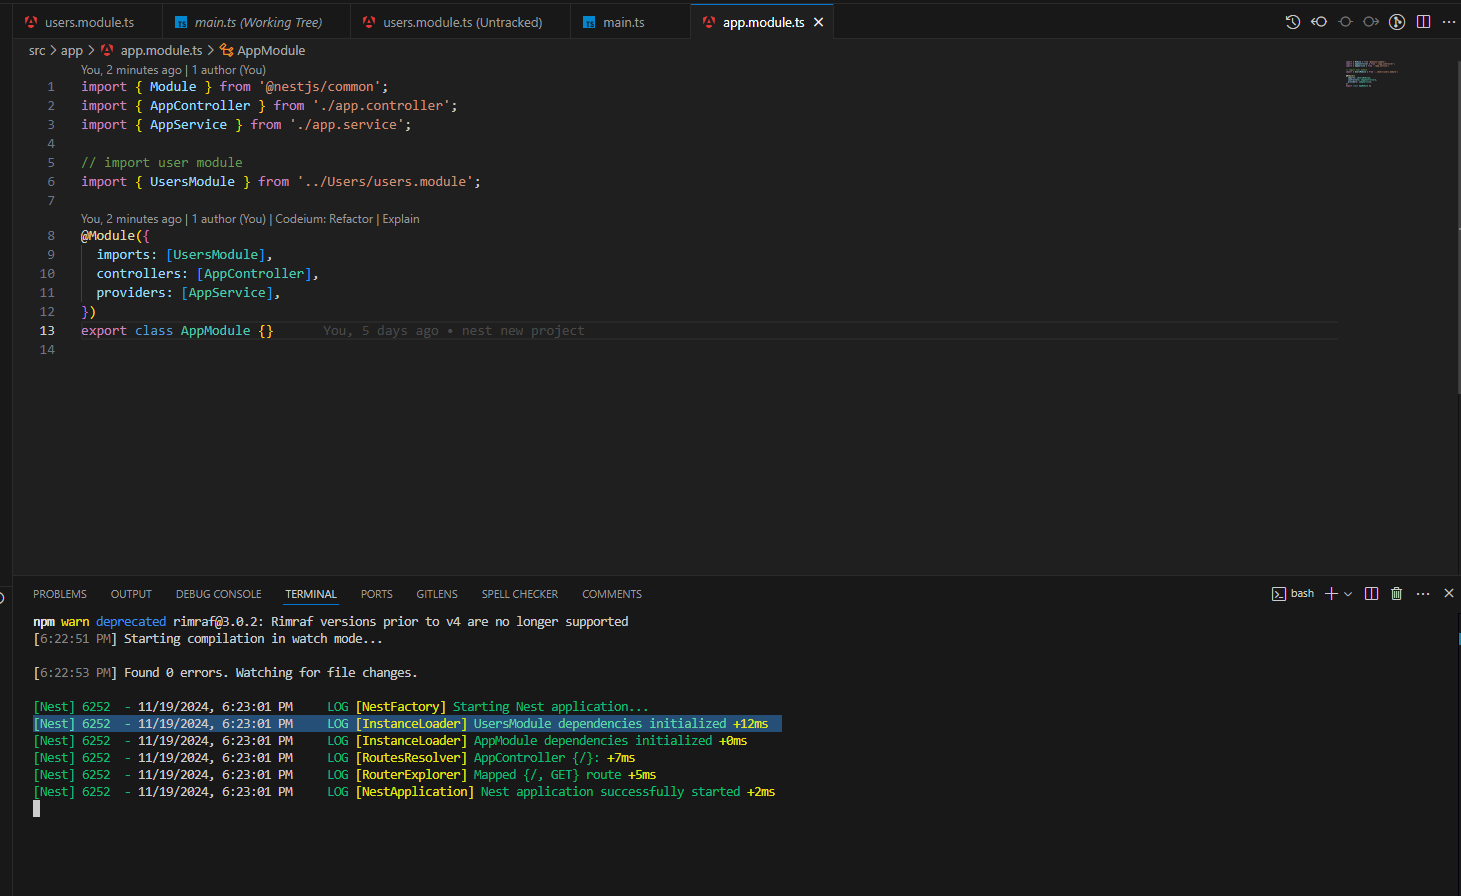 users.module.ts main.ts (Working Tree) users.module.ts (Untracked) main.ts app.module.ts
src > app > app.module.ts > AppModule
You, 2 minutes ago | 1 author (You)
1 import { Module } from '@nestjs/common';
2 import { AppController } from './app.controller';
3 import { AppService } from './app.service';
4
5 // import user module
6 import { UsersModule } from '../Users/users.module';
7
You, 2 minutes ago | 1 author (You) | Codeium: Refactor | Explain
8 @Module({
9 imports: [UsersModule],
10 controllers: [AppController],
11 providers: [AppService],
12 })
13 export class AppModule {} You, 5 days ago • nest new project
14
PROBLEMS OUTPUT DEBUG CONSOLE TERMINAL PORTS GITLENS SPELL CHECKER COMMENTS bash
npm warn deprecated rimraf@3.0.2: Rimraf versions prior to v4 are no longer supported
[6:22:51 PM] Starting compilation in watch mode...
[6:22:53 PM] Found 0 errors. Watching for file changes.
[Nest] 6252 - 11/19/2024, 6:23:01 PM LOG [NestFactory] Starting Nest application...
[Nest] 6252 - 11/19/2024, 6:23:01 PM LOG [InstanceLoader] UsersModule dependencies initialized +12ms
[Nest] 6252 - 11/19/2024, 6:23:01 PM LOG [InstanceLoader] AppModule dependencies initialized +0ms
[Nest] 6252 - 11/19/2024, 6:23:01 PM LOG [RoutesResolver] AppController {/}: +7ms
[Nest] 6252 - 11/19/2024, 6:23:01 PM LOG [RouterExplorer] Mapped {/, GET} route +5ms
[Nest] 6252 - 11/19/2024, 6:23:01 PM LOG [NestApplication] Nest application successfully started +2ms